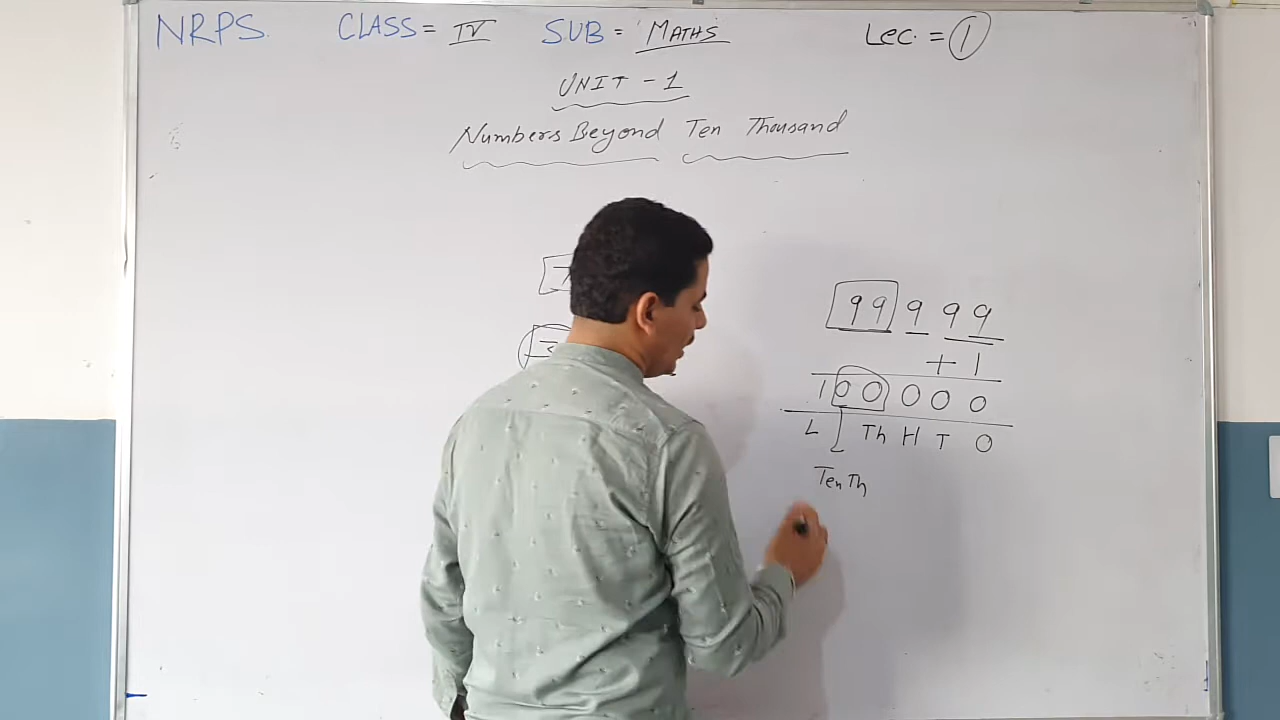 NRPS. CLASS = IV SUB = MATHS Lec. = 1
UNIT - 1
Numbers Beyond Ten Thousand
99 9 9 9
+ 1
1 0 0 0 0 0
L Th H T O
Ten Th